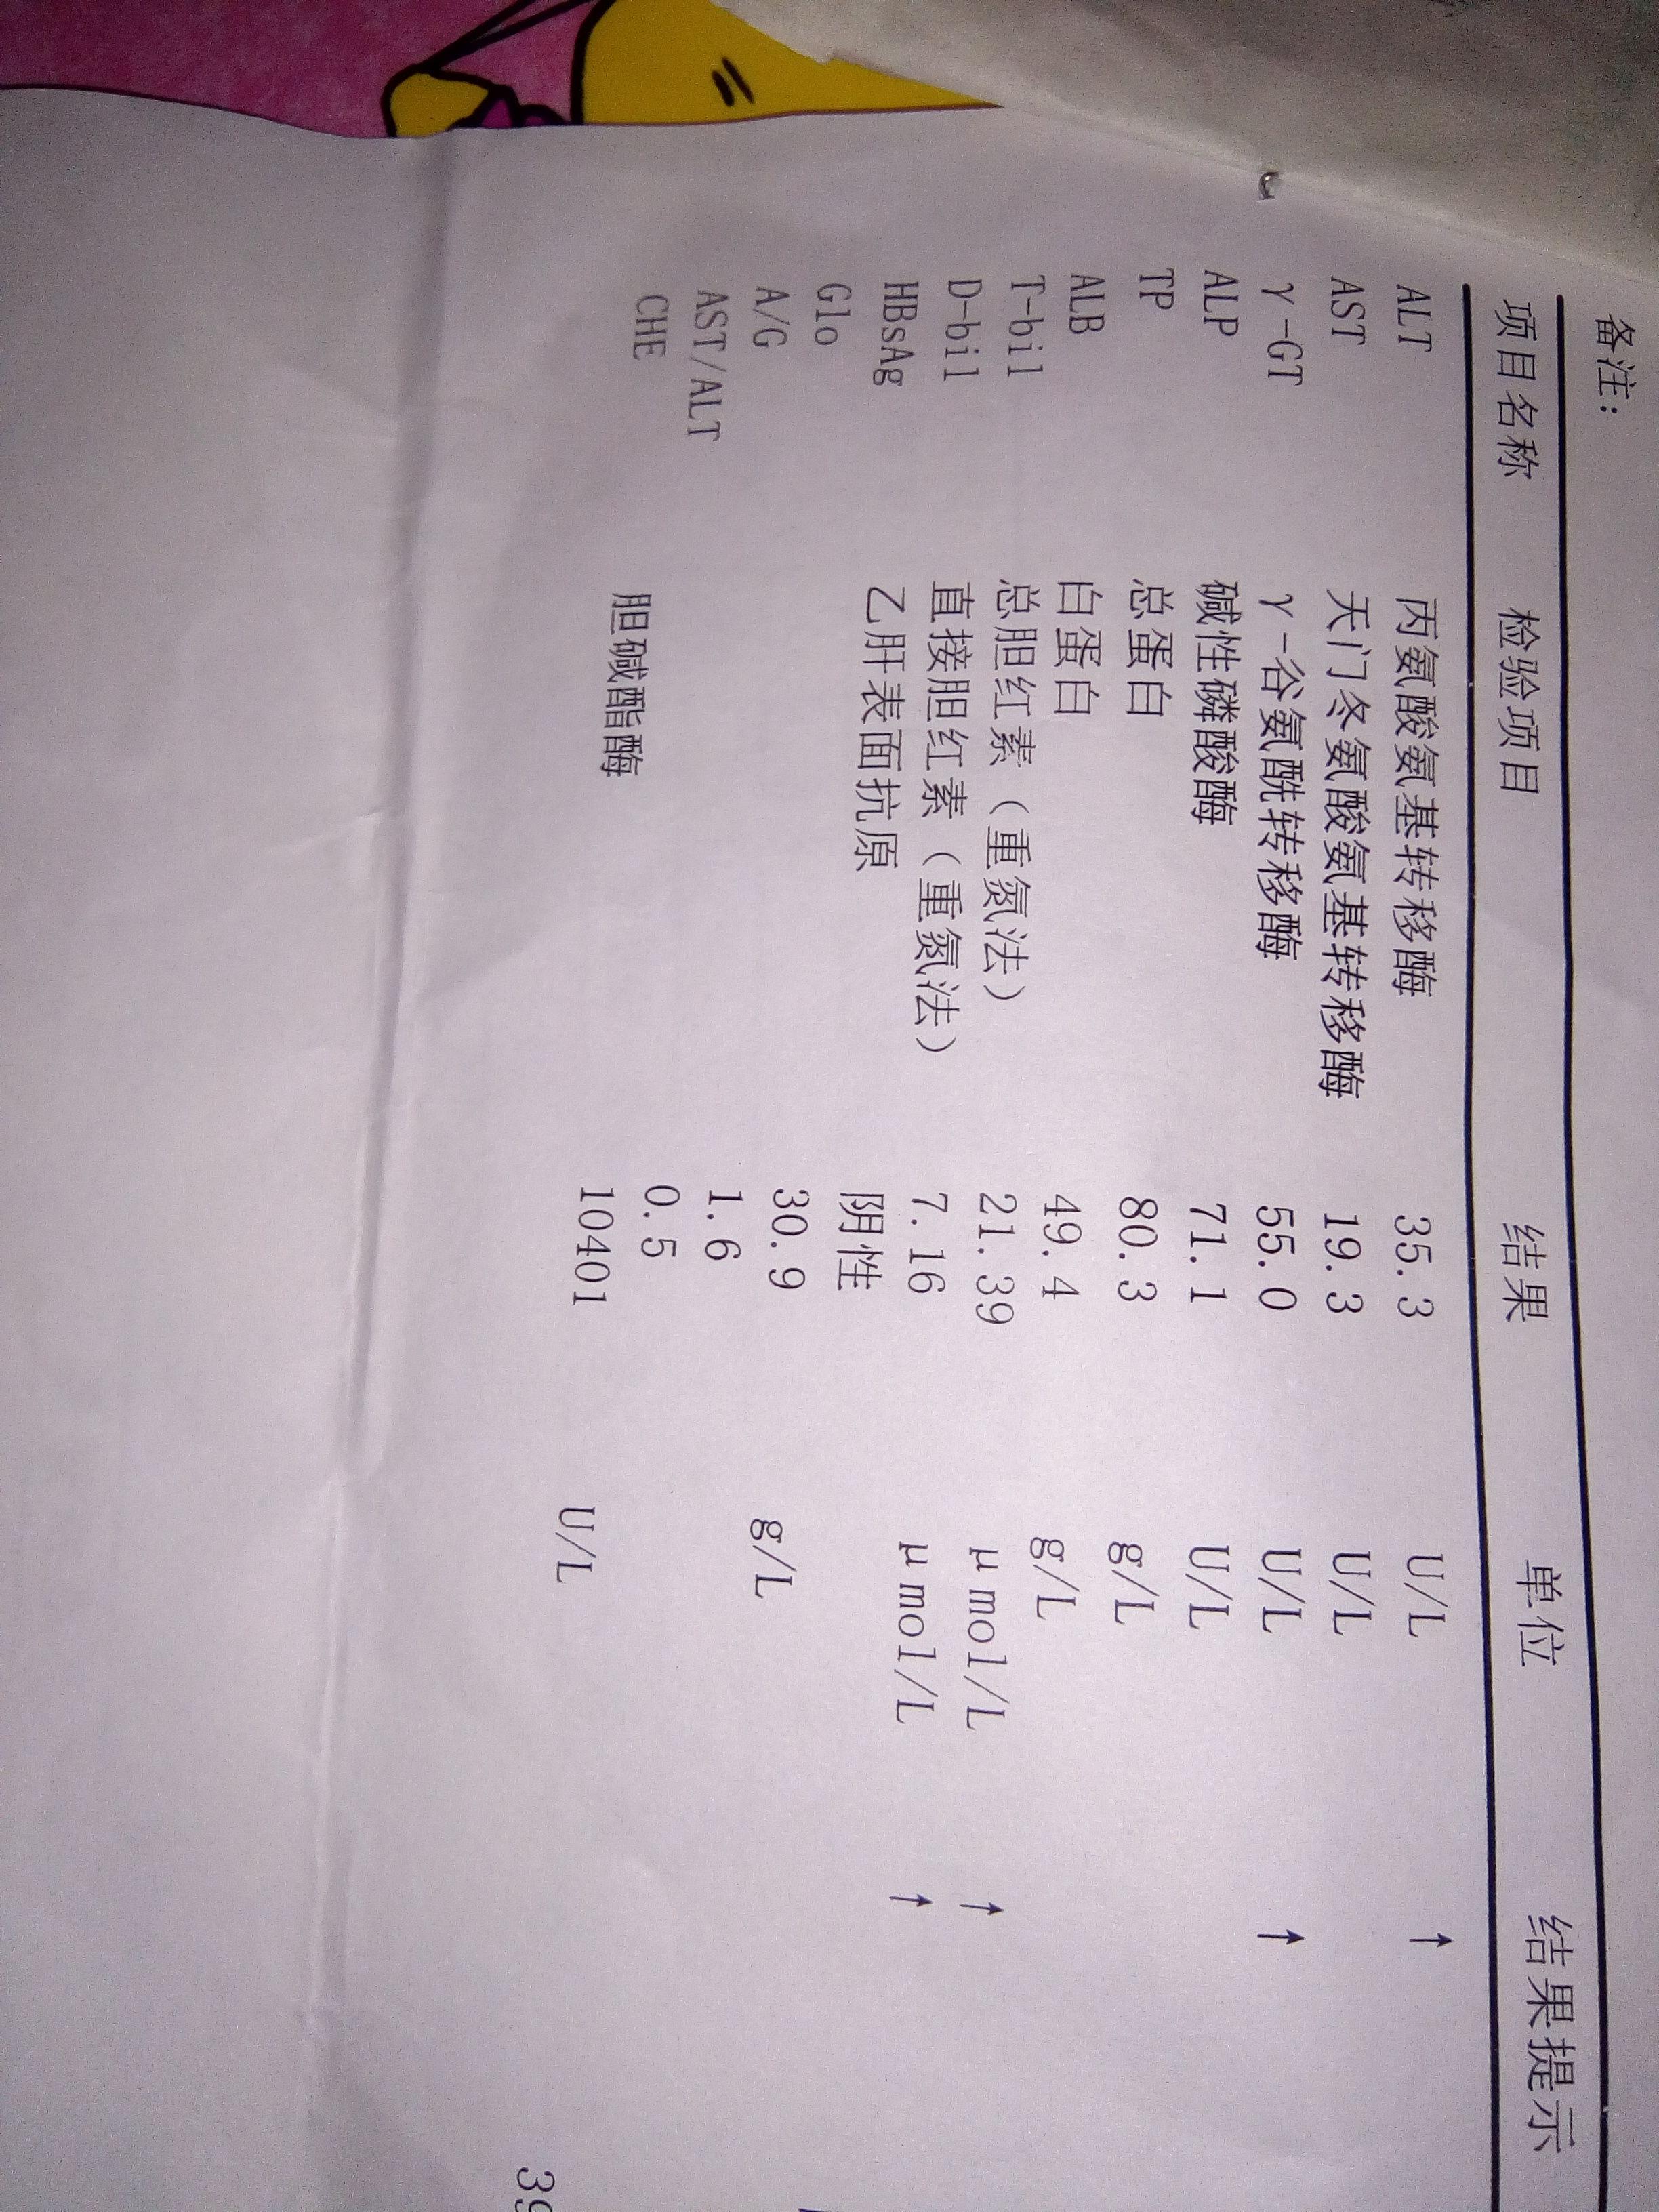 备注:
项目名称 检验项目 结果 单位 结果提示
ALT 丙氨酸氨基转移酶 35.3 U/L ↑
AST 天门冬氨酸氨基转移酶 19.3 U/L
γ-GT γ-谷氨酰转移酶 55.0 U/L ↑
ALP 碱性磷酸酶 71.1 U/L
TP 总蛋白 80.3 g/L
ALB 白蛋白 49.4 g/L
T-bil 总胆红素（重氮法） 21.39 μmol/L ↑
D-bil 直接胆红素（重氮法） 7.16 μmol/L ↑
HBsAg 乙肝表面抗原 阴性
Glo 30.9 g/L
A/G 1.6
AST/ALT 0.5
CHE 胆碱酯酶 10401 U/L